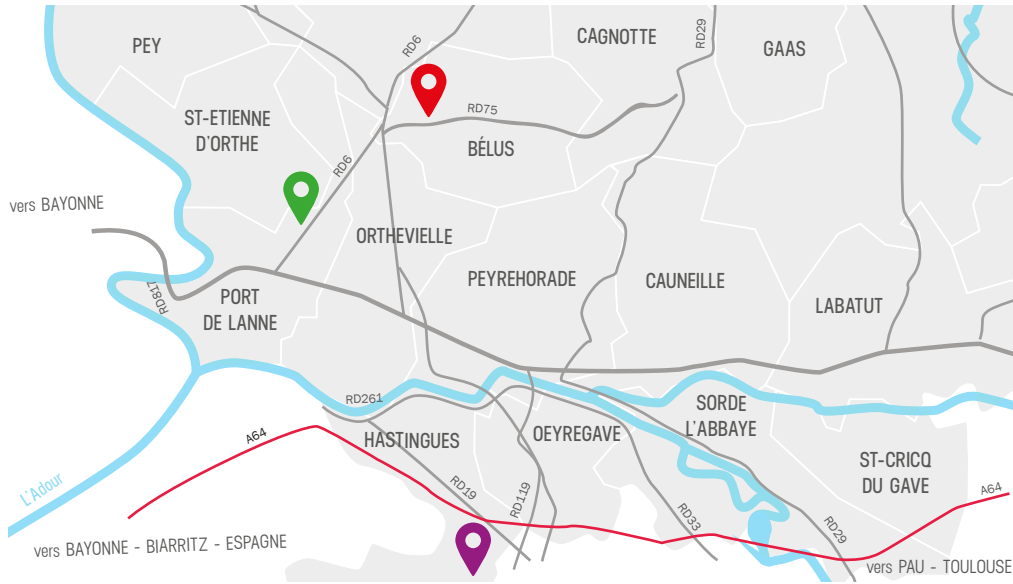 PEY
RD6
CAGNOTTE
RD29
GAAS
ST-ETIENNE
D'ORTHE
RD75
BÉLUS
RD6
vers BAYONNE
ORTHEVIELLE
PEYREHORADE
CAUNEILLE
LABATUT
RD817
PORT
DE LANNE
RD261
HASTINGUES
OEYREGAVE
SORDE
L'ABBAYE
A64
ST-CRICQ
DU GAVE
L'Adour
RD19
RD119
RD33
RD29
A64
vers BAYONNE - BIARRITZ - ESPAGNE
vers PAU - TOULOUSE